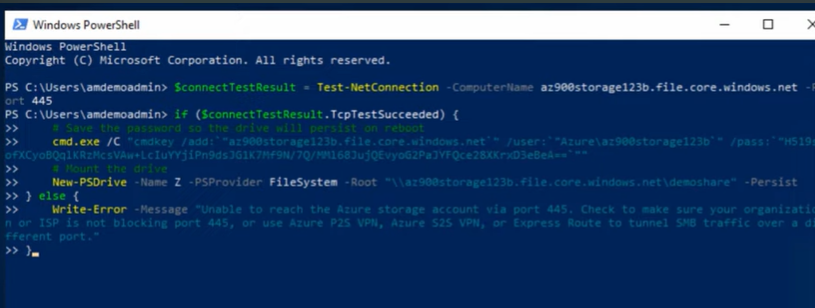 Windows PowerShell
Windows PowerShell
Copyright (C) Microsoft Corporation. All rights reserved.
PS C:\Users\amdemoadmin> $connectTestResult = Test-NetConnection -ComputerName az900storage123b.file.core.windows.net -P
ort 445
PS C:\Users\amdemoadmin> if ($connectTestResult.TcpTestSucceeded) {
>>     # Save the password so the drive will persist on reboot
>>     cmd.exe /C "cmdkey /add:`"az900storage123b.file.core.windows.net`" /user:`"Azure\az900storage123b`" /pass:`"
>>     # Mount the drive
>>     New-PSDrive -Name Z -PSProvider FileSystem -Root "\\az900storage123b.file.core.windows.net\demoshare" -Persist
>> } else {
>>     Write-Error -Message "Unable to reach the Azure storage account via port 445. Check to make sure your organizatio
n or ISP is not blocking port 445, or use Azure P2S VPN, Azure S2S VPN, or Express Route to tunnel SMB traffic over a di
fferent port."
>> }